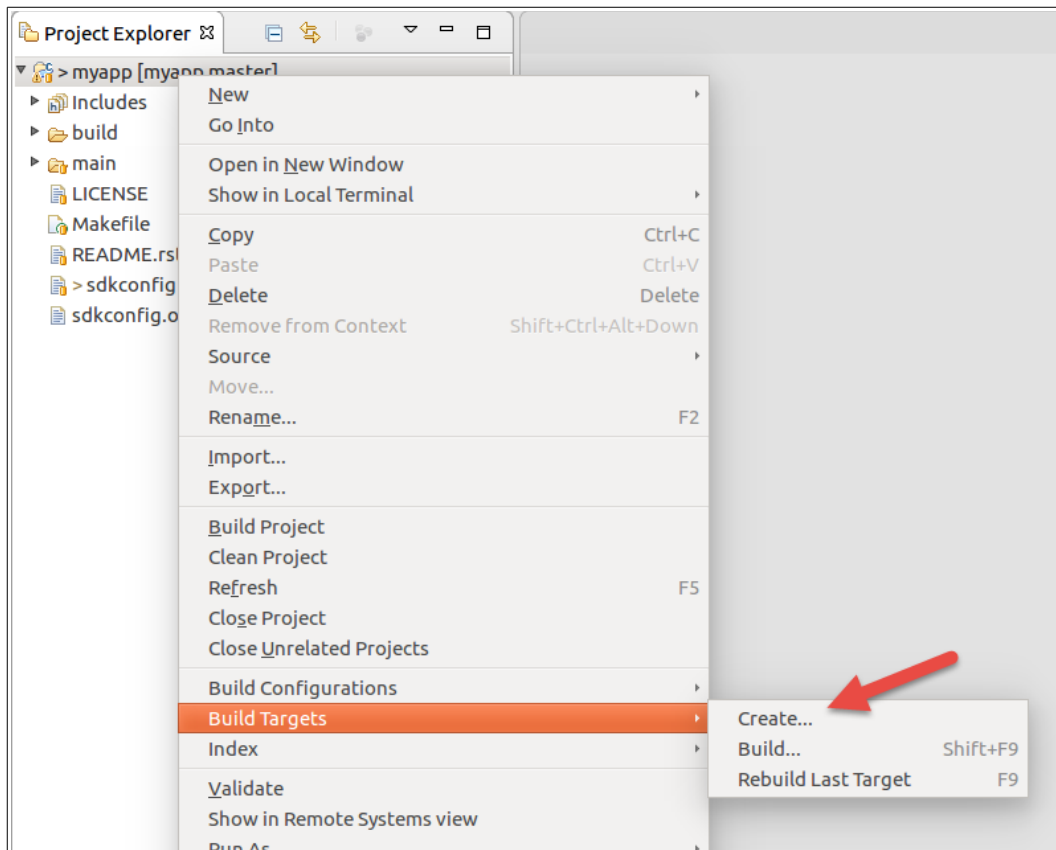 Project Explorer
> myapp [myapp master]
Includes
build
main
LICENSE
Makefile
README.rst
> sdkconfig
sdkconfig.o
New
Go Into
Open in New Window
Show in Local Terminal
Copy Ctrl+C
Paste Ctrl+V
Delete Delete
Remove from Context Shift+Ctrl+Alt+Down
Source
Move...
Rename... F2
Import...
Export...
Build Project
Clean Project
Refresh F5
Close Project
Close Unrelated Projects
Build Configurations
Build Targets
Index
Validate
Show in Remote Systems view
Run As
Create...
Build... Shift+F9
Rebuild Last Target F9